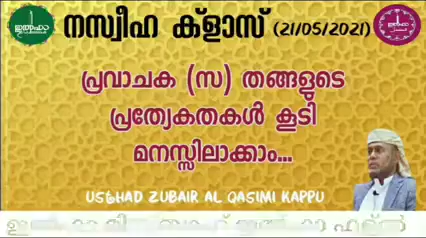 നസ്വീഹ ക്ളാസ് (21/05/2021)
പ്രവാചക (സ) തങ്ങളുടെ
പ്രത്യേകതകൾ കൂടി
മനസ്സിലാക്കാം...
USTHAD ZUBAIR AL QASIMI KAPPU